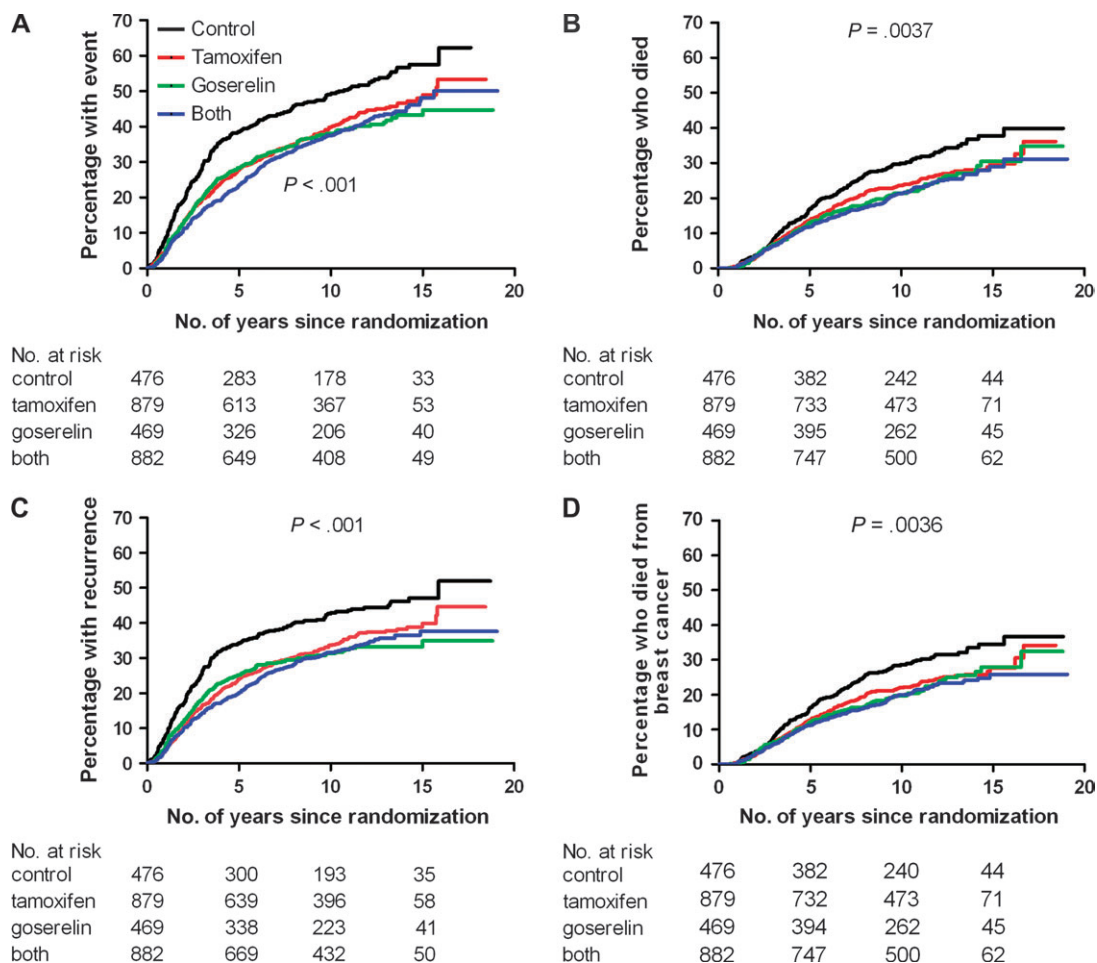 A
70
60
50
40
30
20
10
0
Percentage with event
Control
Tamoxifen
Goserelin
Both
P < .001
0 5 10 15 20
No. of years since randomization
No. at risk
control 476 283 178 33
tamoxifen 879 613 367 53
goserelin 469 326 206 40
both 882 649 408 49
B
70
60
50
40
30
20
10
0
Percentage who died
P = .0037
0 5 10 15 20
No. of years since randomization
No. at risk
control 476 382 242 44
tamoxifen 879 733 473 71
goserelin 469 395 262 45
both 882 747 500 62
C
70
60
50
40
30
20
10
0
Percentage with recurrence
P < .001
0 5 10 15 20
No. of years since randomization
No. at risk
control 476 300 193 35
tamoxifen 879 639 396 58
goserelin 469 338 223 41
both 882 669 432 50
D
70
60
50
40
30
20
10
0
Percentage who died from
breast cancer
P = .0036
0 5 10 15 20
No. of years since randomization
No. at risk
control 476 382 240 44
tamoxifen 879 732 473 71
goserelin 469 394 262 45
both 882 747 500 62